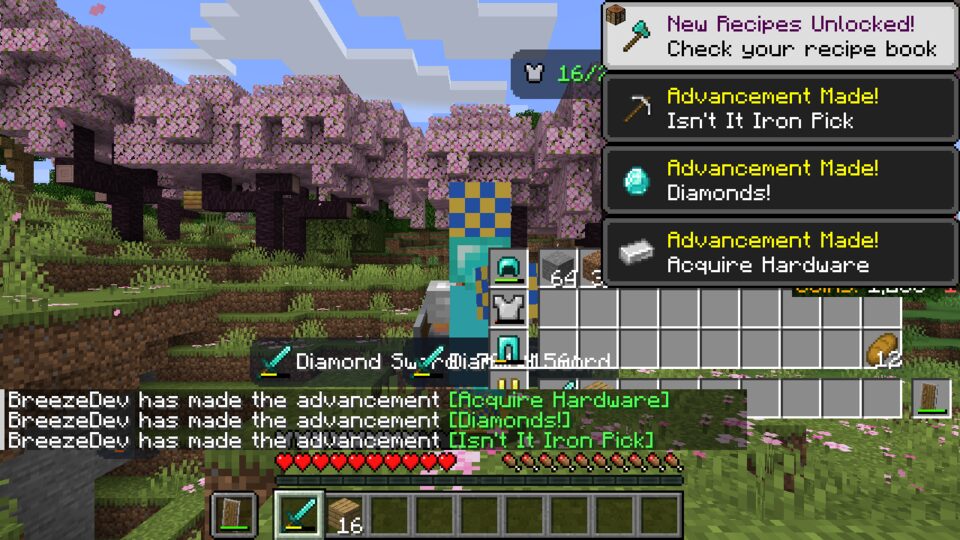 New Recipes Unlocked!
Check your recipe book
16/
Advancement Made!
Isn't It Iron Pick
Advancement Made!
Diamonds!
Advancement Made!
Acquire Hardware
64
12
Diamond
BreezeDev has made the advancement [Acquire Hardware]
BreezeDev has made the advancement [Diamonds!]
BreezeDev has made the advancement [Isn't It Iron Pick]
16